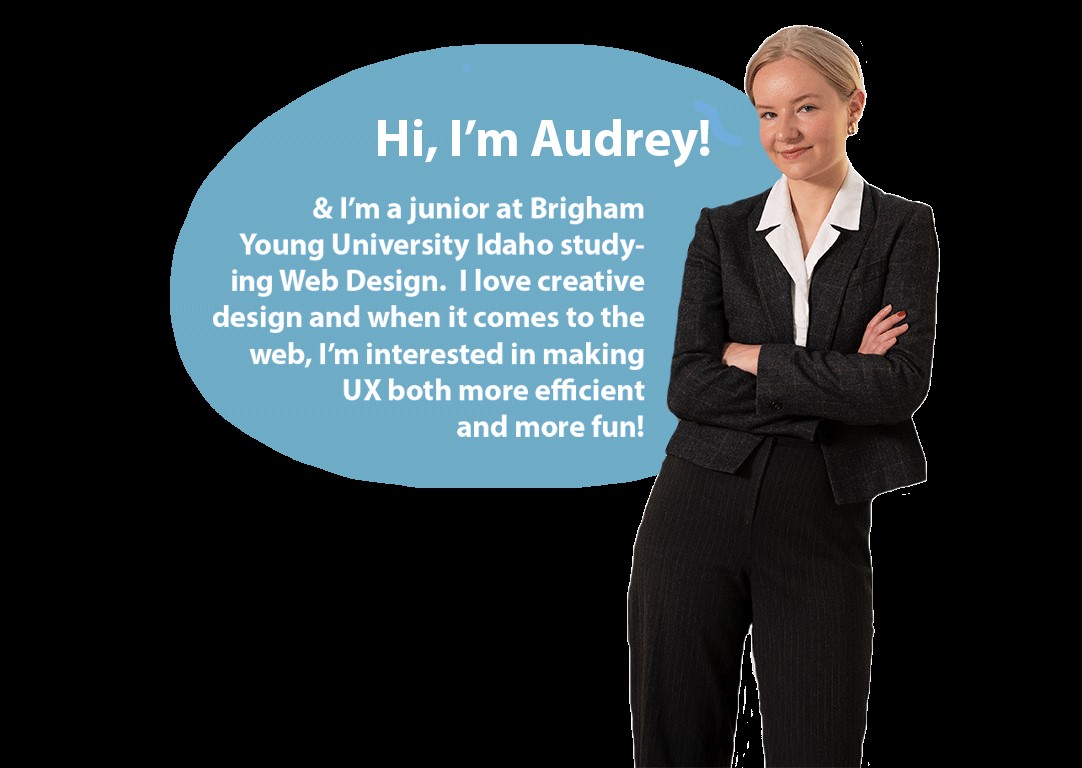 Hi, I’m Audrey!
& I’m a junior at Brigham
Young University Idaho study-
ing Web Design.  I love creative
design and when it comes to the
web, I’m interested in making
UX both more efficient
and more fun!